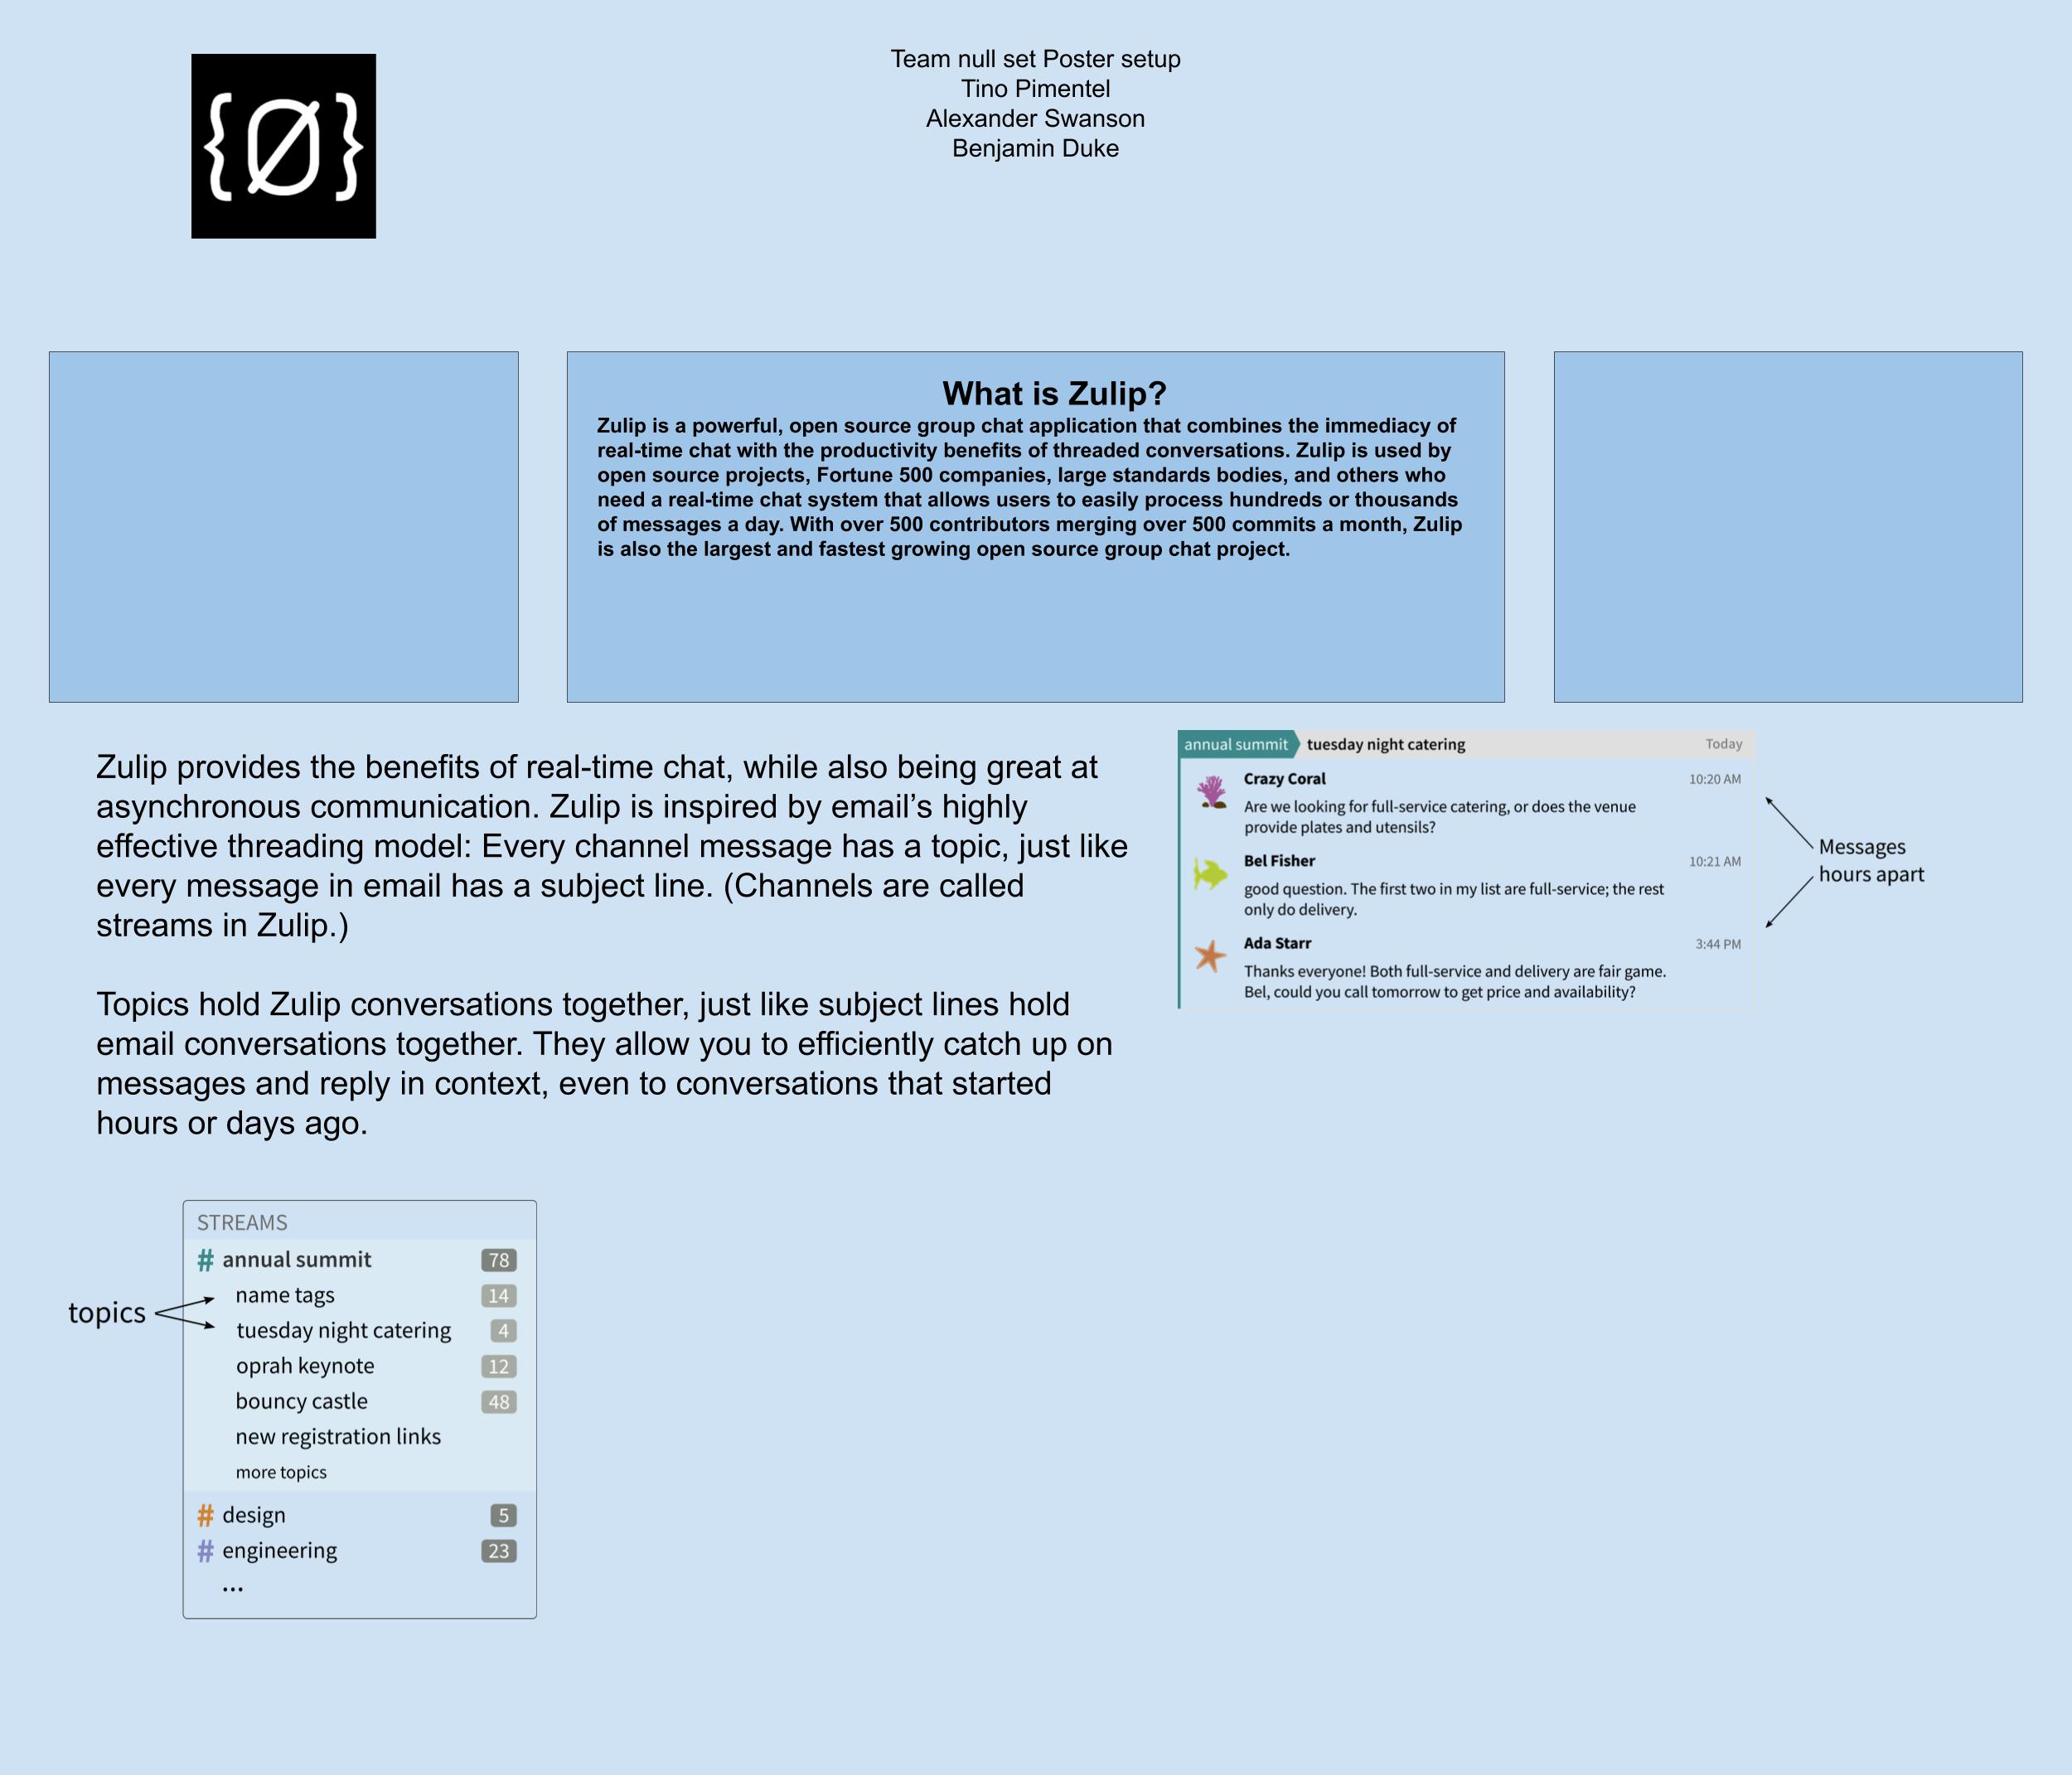 {Ø}
Team null set Poster setup
Tino Pimentel
Alexander Swanson
Benjamin Duke
What is Zulip?
Zulip is a powerful, open source group chat application that combines the immediacy of
real-time chat with the productivity benefits of threaded conversations. Zulip is used by
open source projects, Fortune 500 companies, large standards bodies, and others who
need a real-time chat system that allows users to easily process hundreds or thousands
of messages a day. With over 500 contributors merging over 500 commits a month, Zulip
is also the largest and fastest growing open source group chat project.
Zulip provides the benefits of real-time chat, while also being great at
asynchronous communication. Zulip is inspired by email’s highly
effective threading model: Every channel message has a topic, just like
every message in email has a subject line. (Channels are called
streams in Zulip.)
Topics hold Zulip conversations together, just like subject lines hold
email conversations together. They allow you to efficiently catch up on
messages and reply in context, even to conversations that started
hours or days ago.
annual summit tuesday night catering Today
Crazy Coral 10:20 AM
Are we looking for full-service catering, or does the venue
provide plates and utensils?
Bel Fisher 10:21 AM
good question. The first two in my list are full-service; the rest
only do delivery.
Ada Starr 3:44 PM
Thanks everyone! Both full-service and delivery are fair game.
Bel, could you call tomorrow to get price and availability?
Messages
hours apart
topics
STREAMS
# annual summit 78
name tags 14
tuesday night catering 4
oprah keynote 12
bouncy castle 48
new registration links
more topics
# design 5
# engineering 23
...